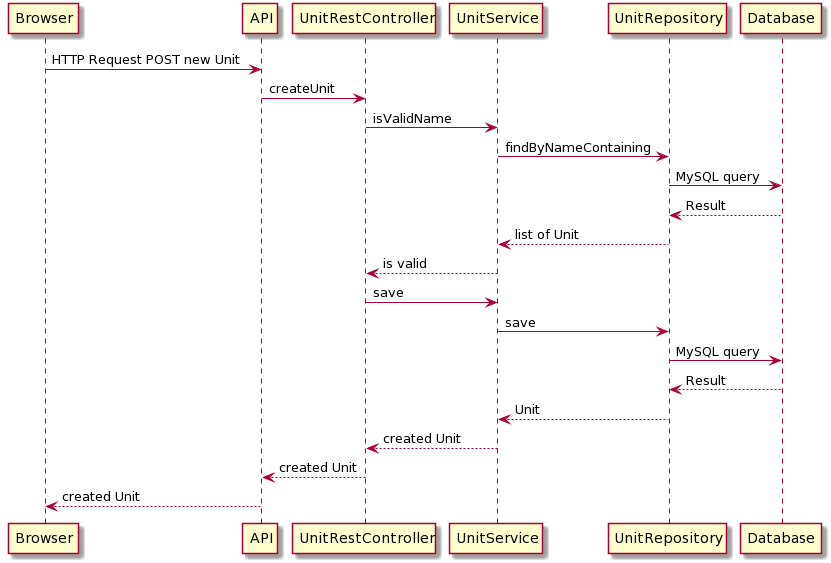 Browser API UnitRestController UnitService UnitRepository Database
HTTP Request POST new Unit
createUnit
isValidName
findByNameContaining
MySQL query
Result
list of Unit
is valid
save
save
MySQL query
Result
Unit
created Unit
created Unit
created Unit
Browser API UnitRestController UnitService UnitRepository Database